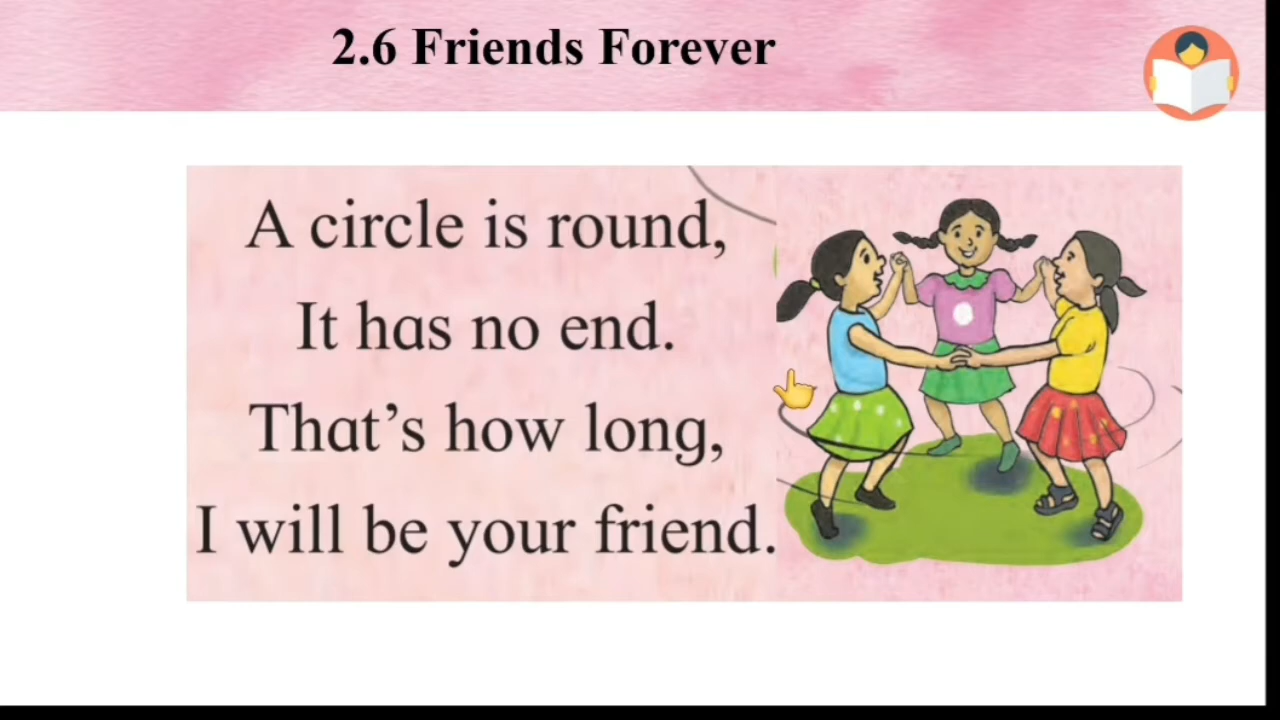 2.6 Friends Forever
A circle is round,
It has no end.
That’s how long,
I will be your friend.